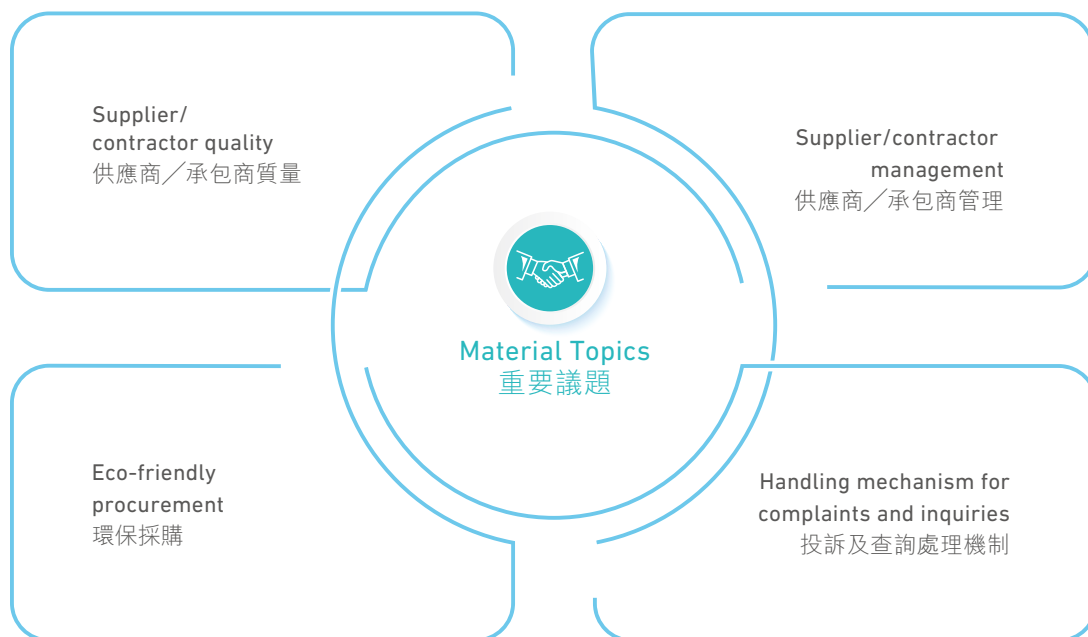 Supplier/
contractor quality
供應商／承包商質量
Supplier/contractor
management
供應商／承包商管理
Material Topics
重要議題
Eco-friendly
procurement
環保採購
Handling mechanism for
complaints and inquiries
投訴及查詢處理機制